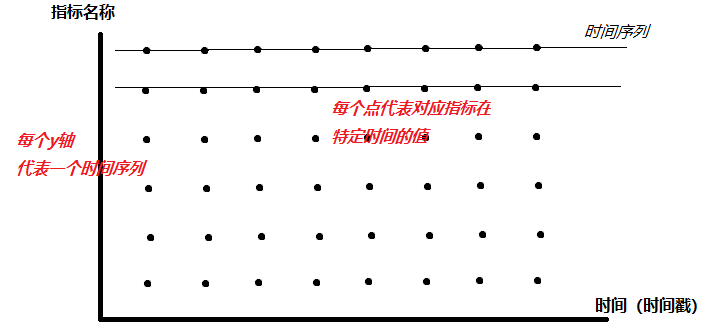 指标名称
时间序列
每个点代表对应指标在
特定时间的值
每个y轴
代表一个时间序列
时间（时间戳）